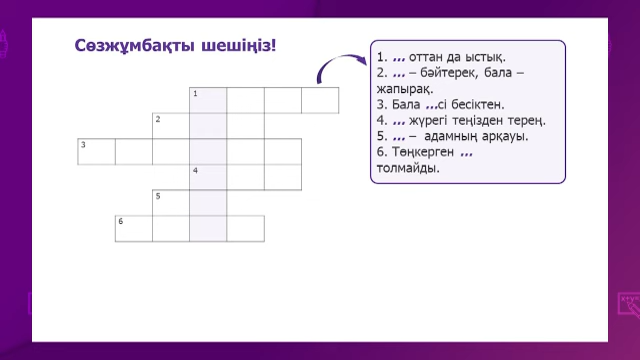 Сөзжұмбақты шешіңіз!
1. ... оттан да ыстық.
2. ... – бәйтерек, бала –
жапырақ.
3. Бала ...сі бесіктен.
4. ... жүрегі теңізден терең.
5. ... – адамның арқауы.
6. Төңкерген ...
толмайды.
1
2
3
4
5
6